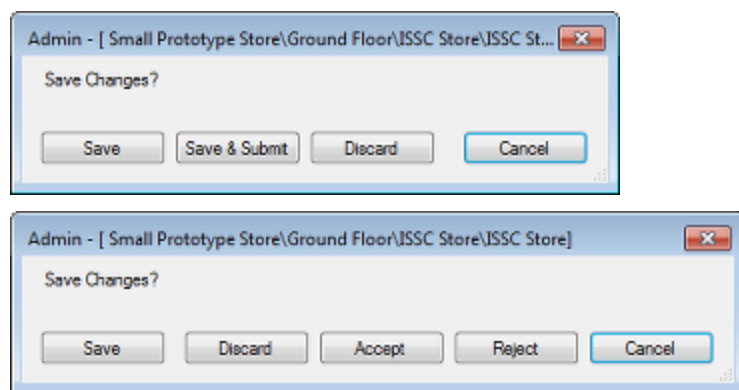 Admin - [ Small Prototype Store\Ground Floor\ISSC Store\ISSC St...
Save Changes?
Save Save & Submit Discard Cancel
Admin - [ Small Prototype Store\Ground Floor\ISSC Store\ISSC Store]
Save Changes?
Save Discard Accept Reject Cancel